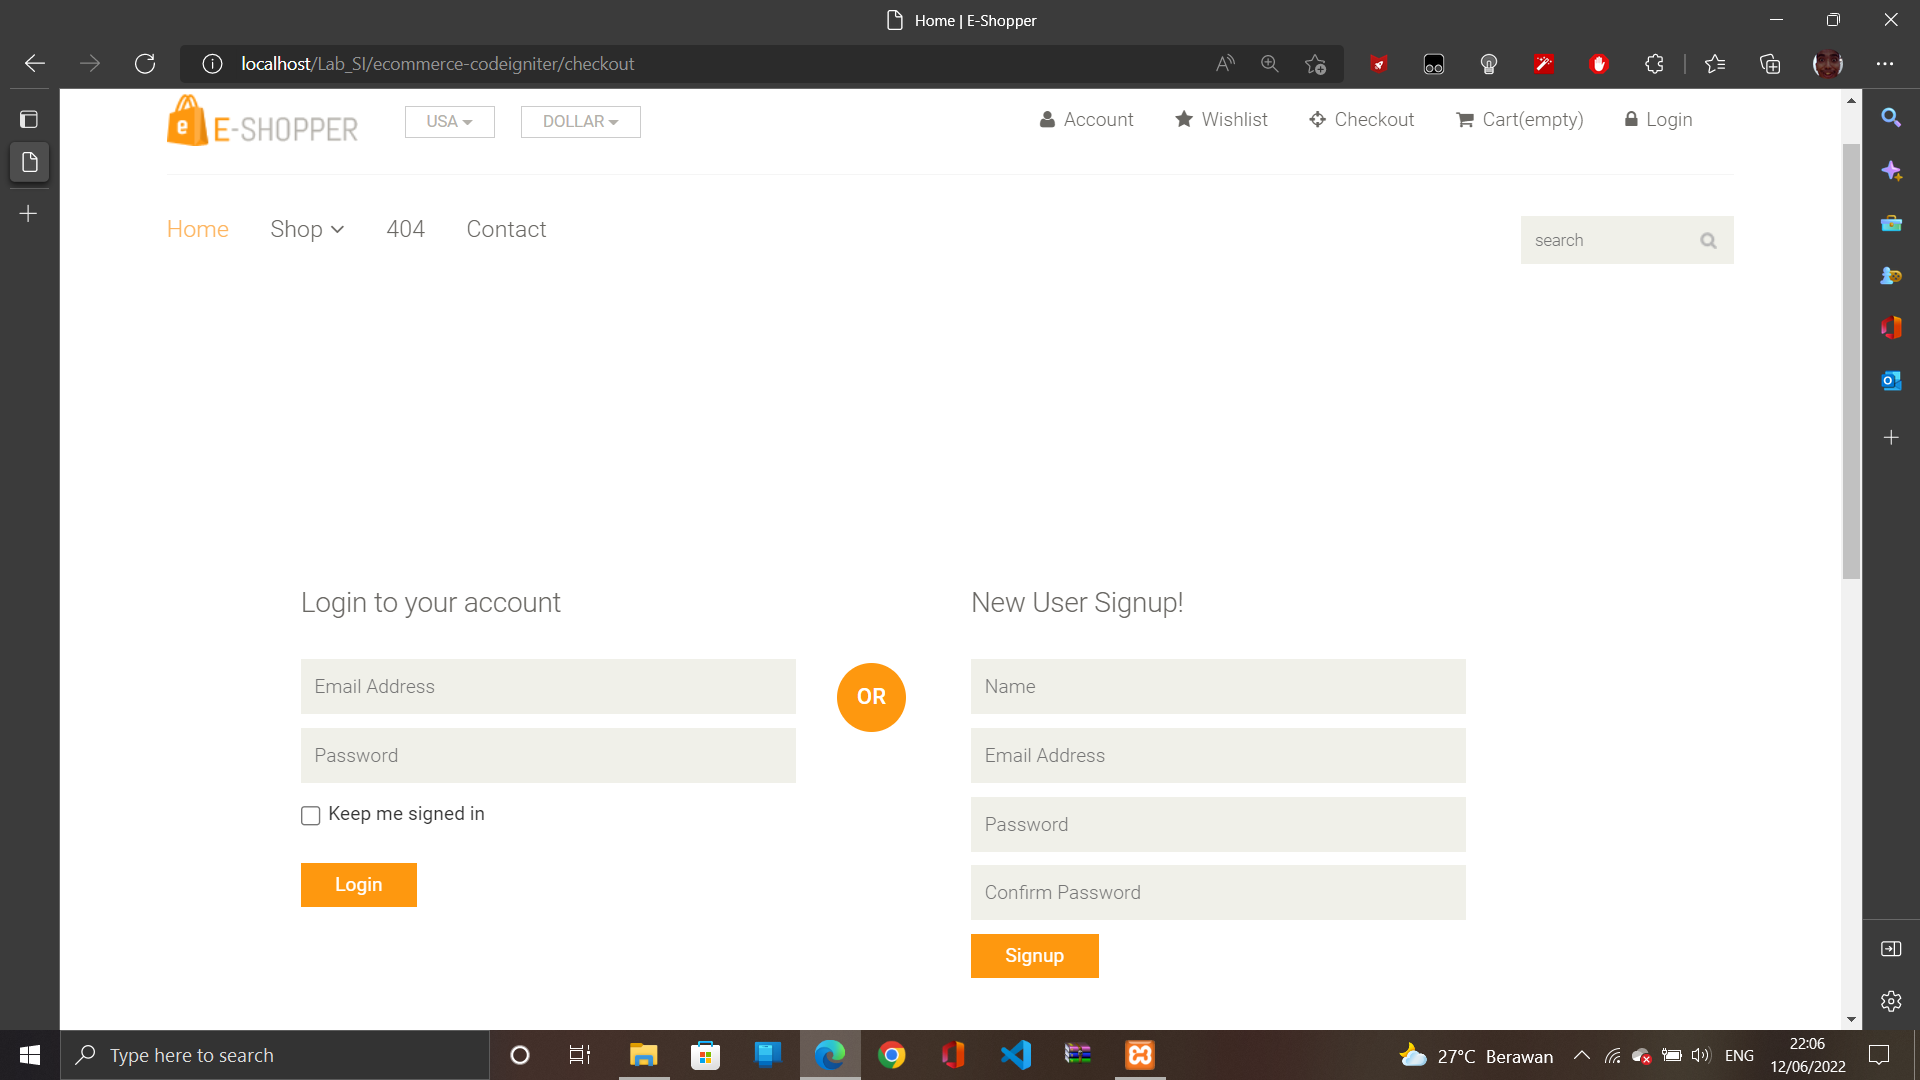 Home | E-Shopper
localhost/Lab_SI/ecommerce-codeigniter/checkout
E-SHOPPER
USA
DOLLAR
Account
Wishlist
Checkout
Cart(empty)
Login
Home
Shop
404
Contact
search
Login to your account
Email Address
Password
Keep me signed in
Login
OR
New User Signup!
Name
Email Address
Password
Confirm Password
Signup
Type here to search
27°C Berawan
ENG
22:06
12/06/2022